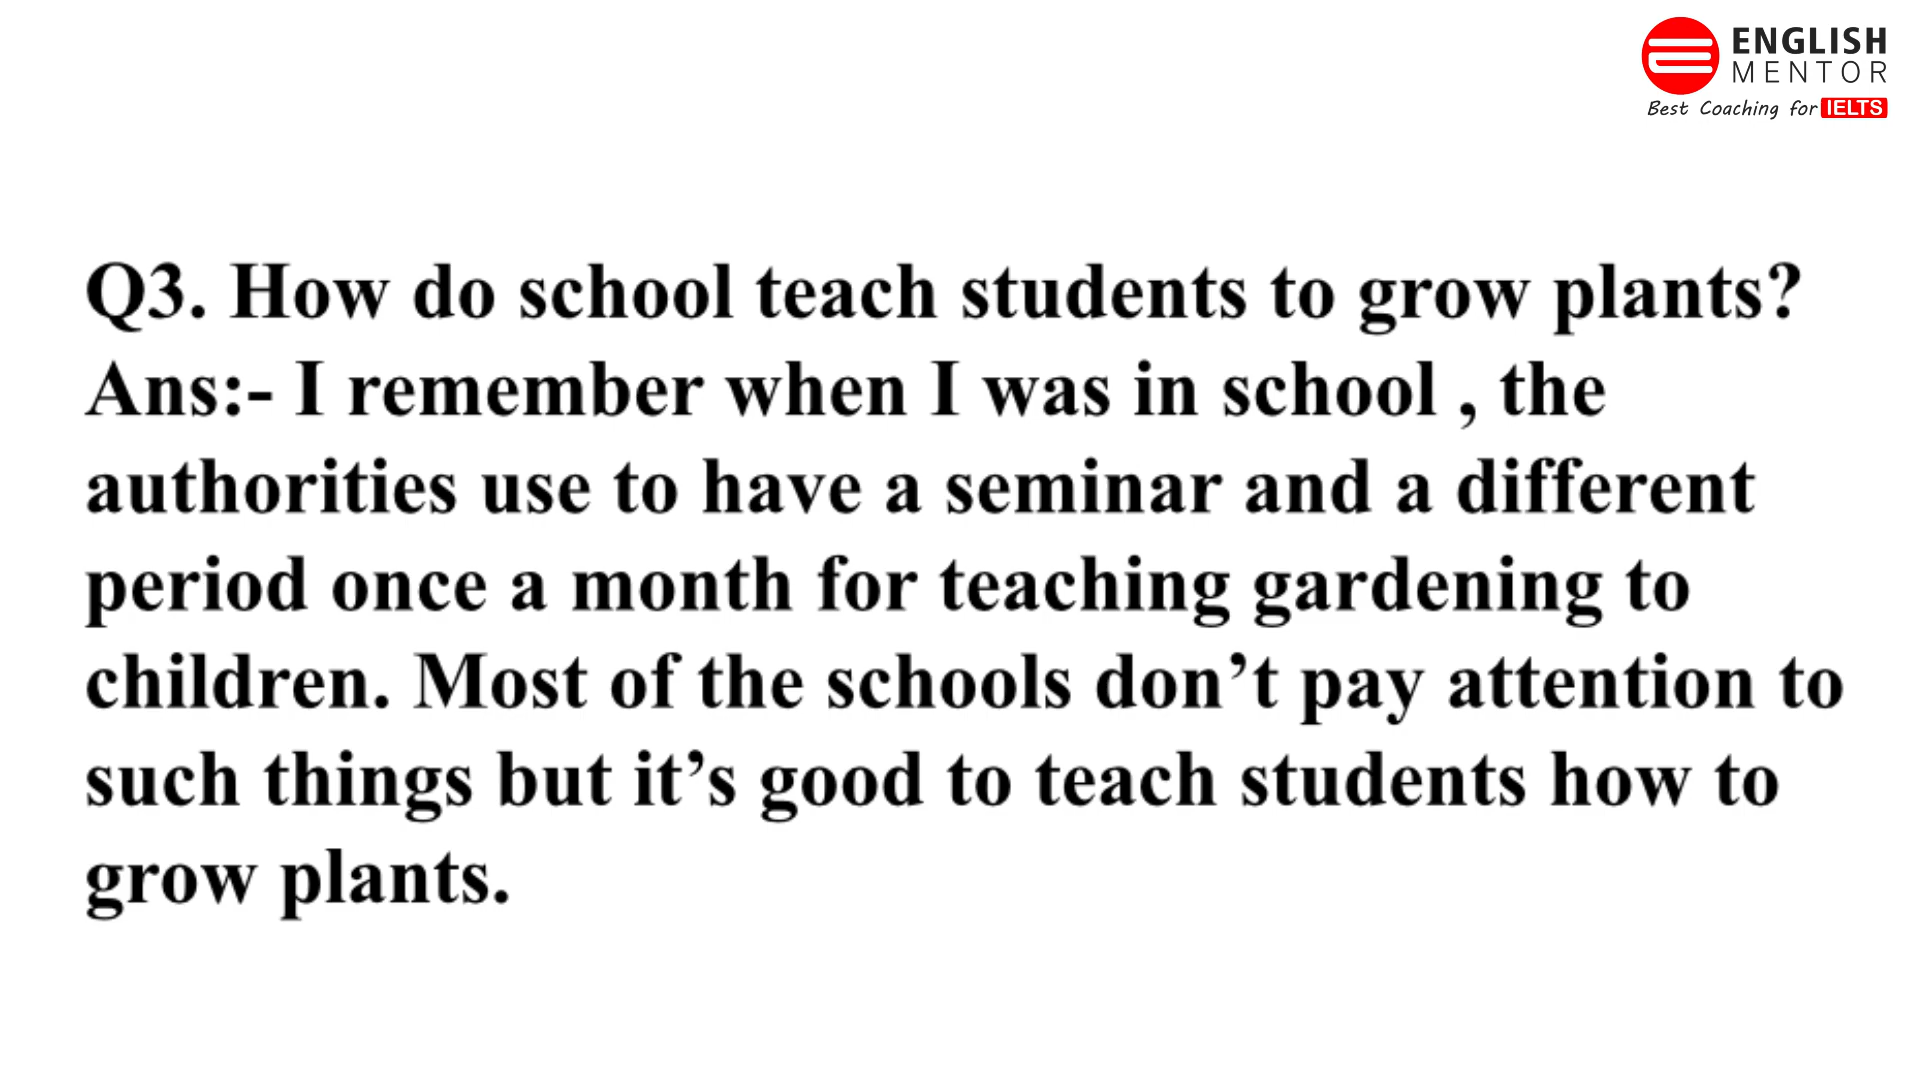 ENGLISH
MENTOR
Best Coaching for IELTS
Q3. How do school teach students to grow plants?
Ans:- I remember when I was in school , the
authorities use to have a seminar and a different
period once a month for teaching gardening to
children. Most of the schools don’t pay attention to
such things but it’s good to teach students how to
grow plants.